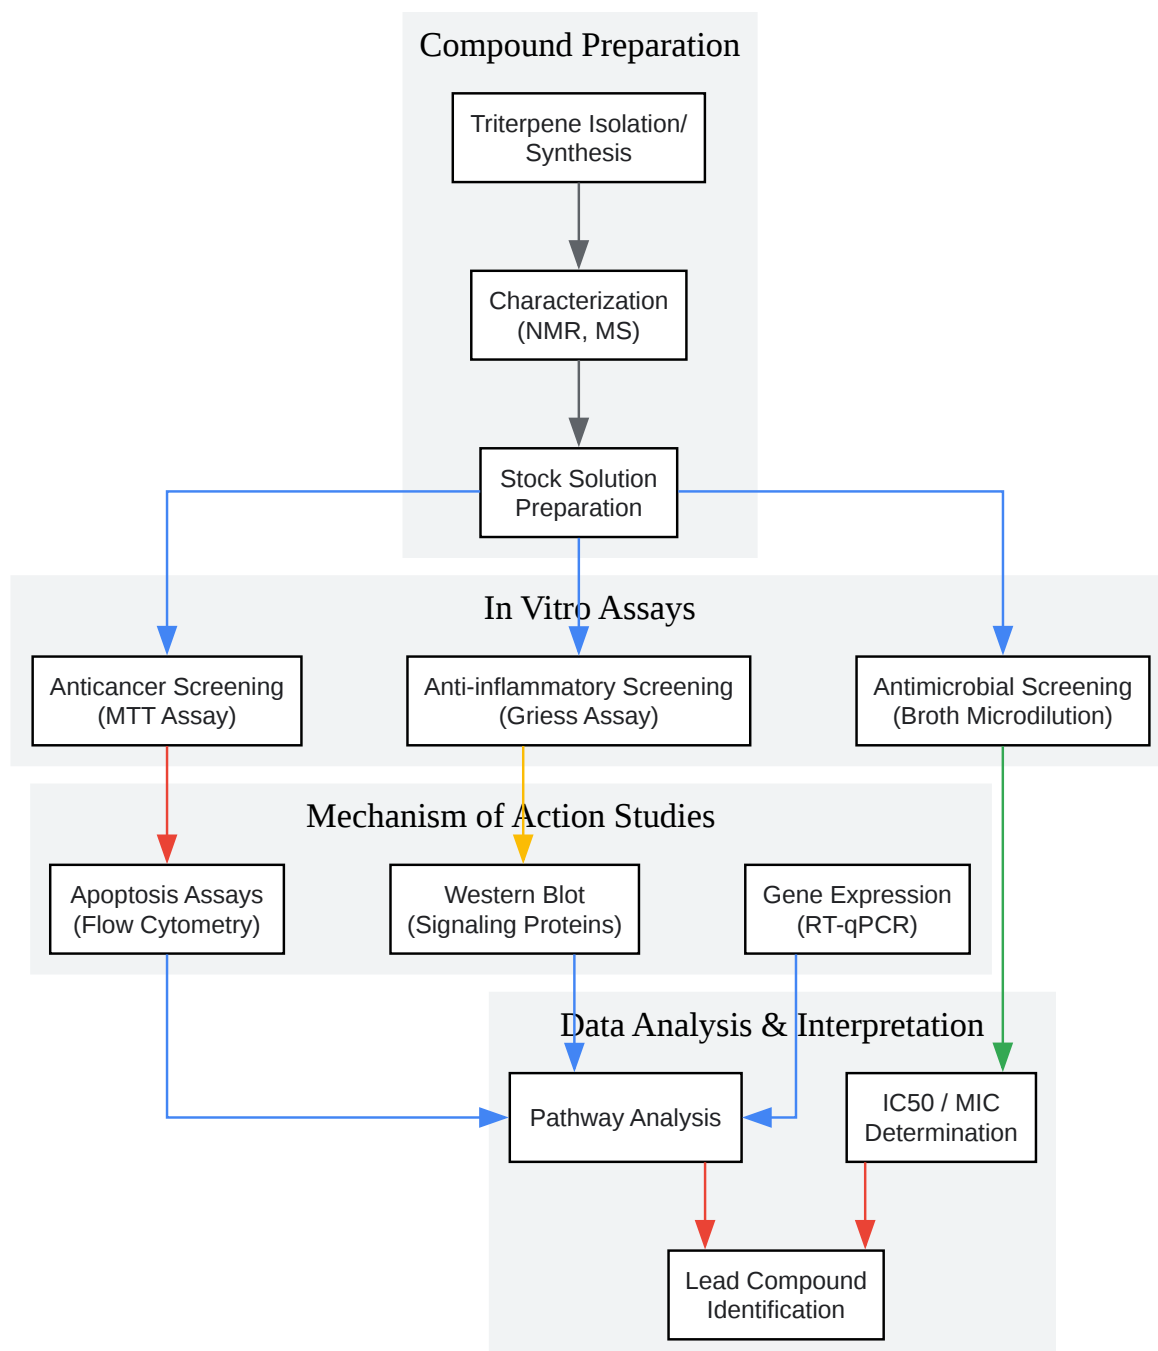 Compound Preparation
Triterpene Isolation/
Synthesis
Characterization
(NMR, MS)
Stock Solution
Preparation
In Vitro Assays
Anticancer Screening
(MTT Assay)
Anti-inflammatory Screening
(Griess Assay)
Antimicrobial Screening
(Broth Microdilution)
Mechanism of Action Studies
Apoptosis Assays
(Flow Cytometry)
Western Blot
(Signaling Proteins)
Gene Expression
(RT-qPCR)
Data Analysis & Interpretation
Pathway Analysis
IC50 / MIC
Determination
Lead Compound
Identification